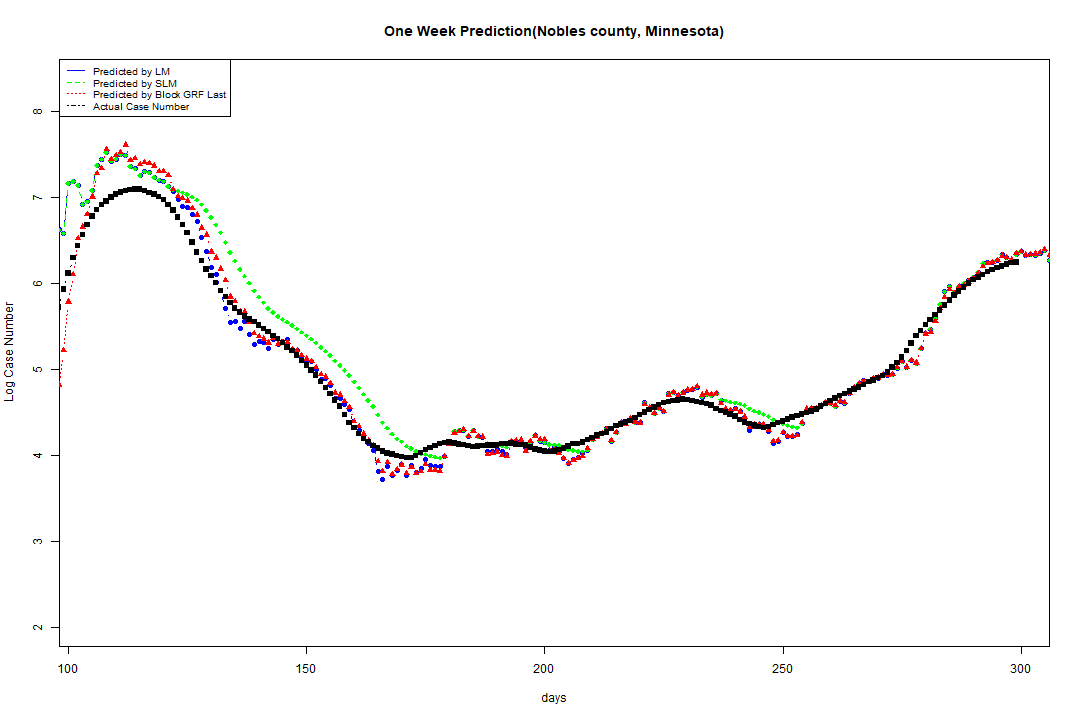 One Week Prediction(Nobles county, Minnesota)
Predicted by LM
Predicted by SLM
Predicted by Block GRF Last
Actual Case Number
Log Case Number
8
7
6
5
4
3
2
100 150 200 250 300
days